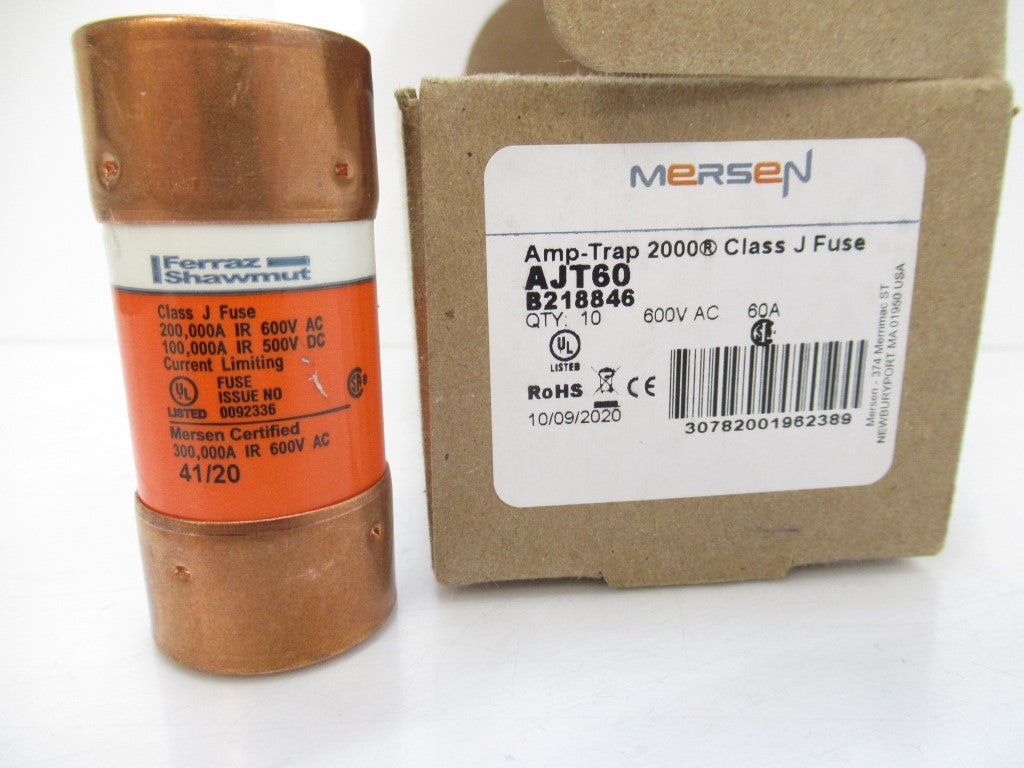 Ferraz
Shawmut
Class J Fuse
200,000A IR 600V AC
100,000A IR 500V DC
Current Limiting
UL
LISTED
FUSE
ISSUE NO
0092336
SA®
Mersen Certified
300,000A IR 600V AC
41/20
MERSEN
Amp-Trap 2000® Class J Fuse
AJT60
B218846
QTY: 10 600V AC 60A
UL
LISTED
SA
RoHS CE
10/09/2020
30782001962389
Mersen - 374 Merrimac ST
NEWBURYPORT MA 01950 USA